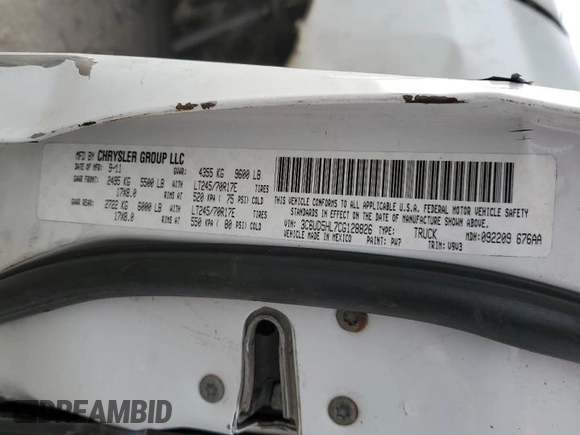 MFD BY CHRYSLER GROUP LLC
DATE OF MFR: 9-11 GVWR: 4355 KG 9600 LB
GAWR FRONT: 2495 KG 5500 LB WITH LT245/70R17E TIRES
17X8.0 RIMS AT 520 KPA ( 75 PSI) COLD
GAWR REAR: 2722 KG 6000 LB WITH LT245/70R17E TIRES
17X8.0 RIMS AT 550 KPA ( 80 PSI) COLD
THIS VEHICLE CONFORMS TO ALL APPLICABLE U.S.A. FEDERAL MOTOR VEHICLE SAFETY
STANDARDS IN EFFECT ON THE DATE OF MANUFACTURE SHOWN ABOVE.
VIN: 3C6UD5HL7CG128826 TYPE: TRUCK
VEHICLE MADE IN MEXICO PAINT: PW7 TRIM: V9V3 MDH: 092209 676AA
DREAMBID